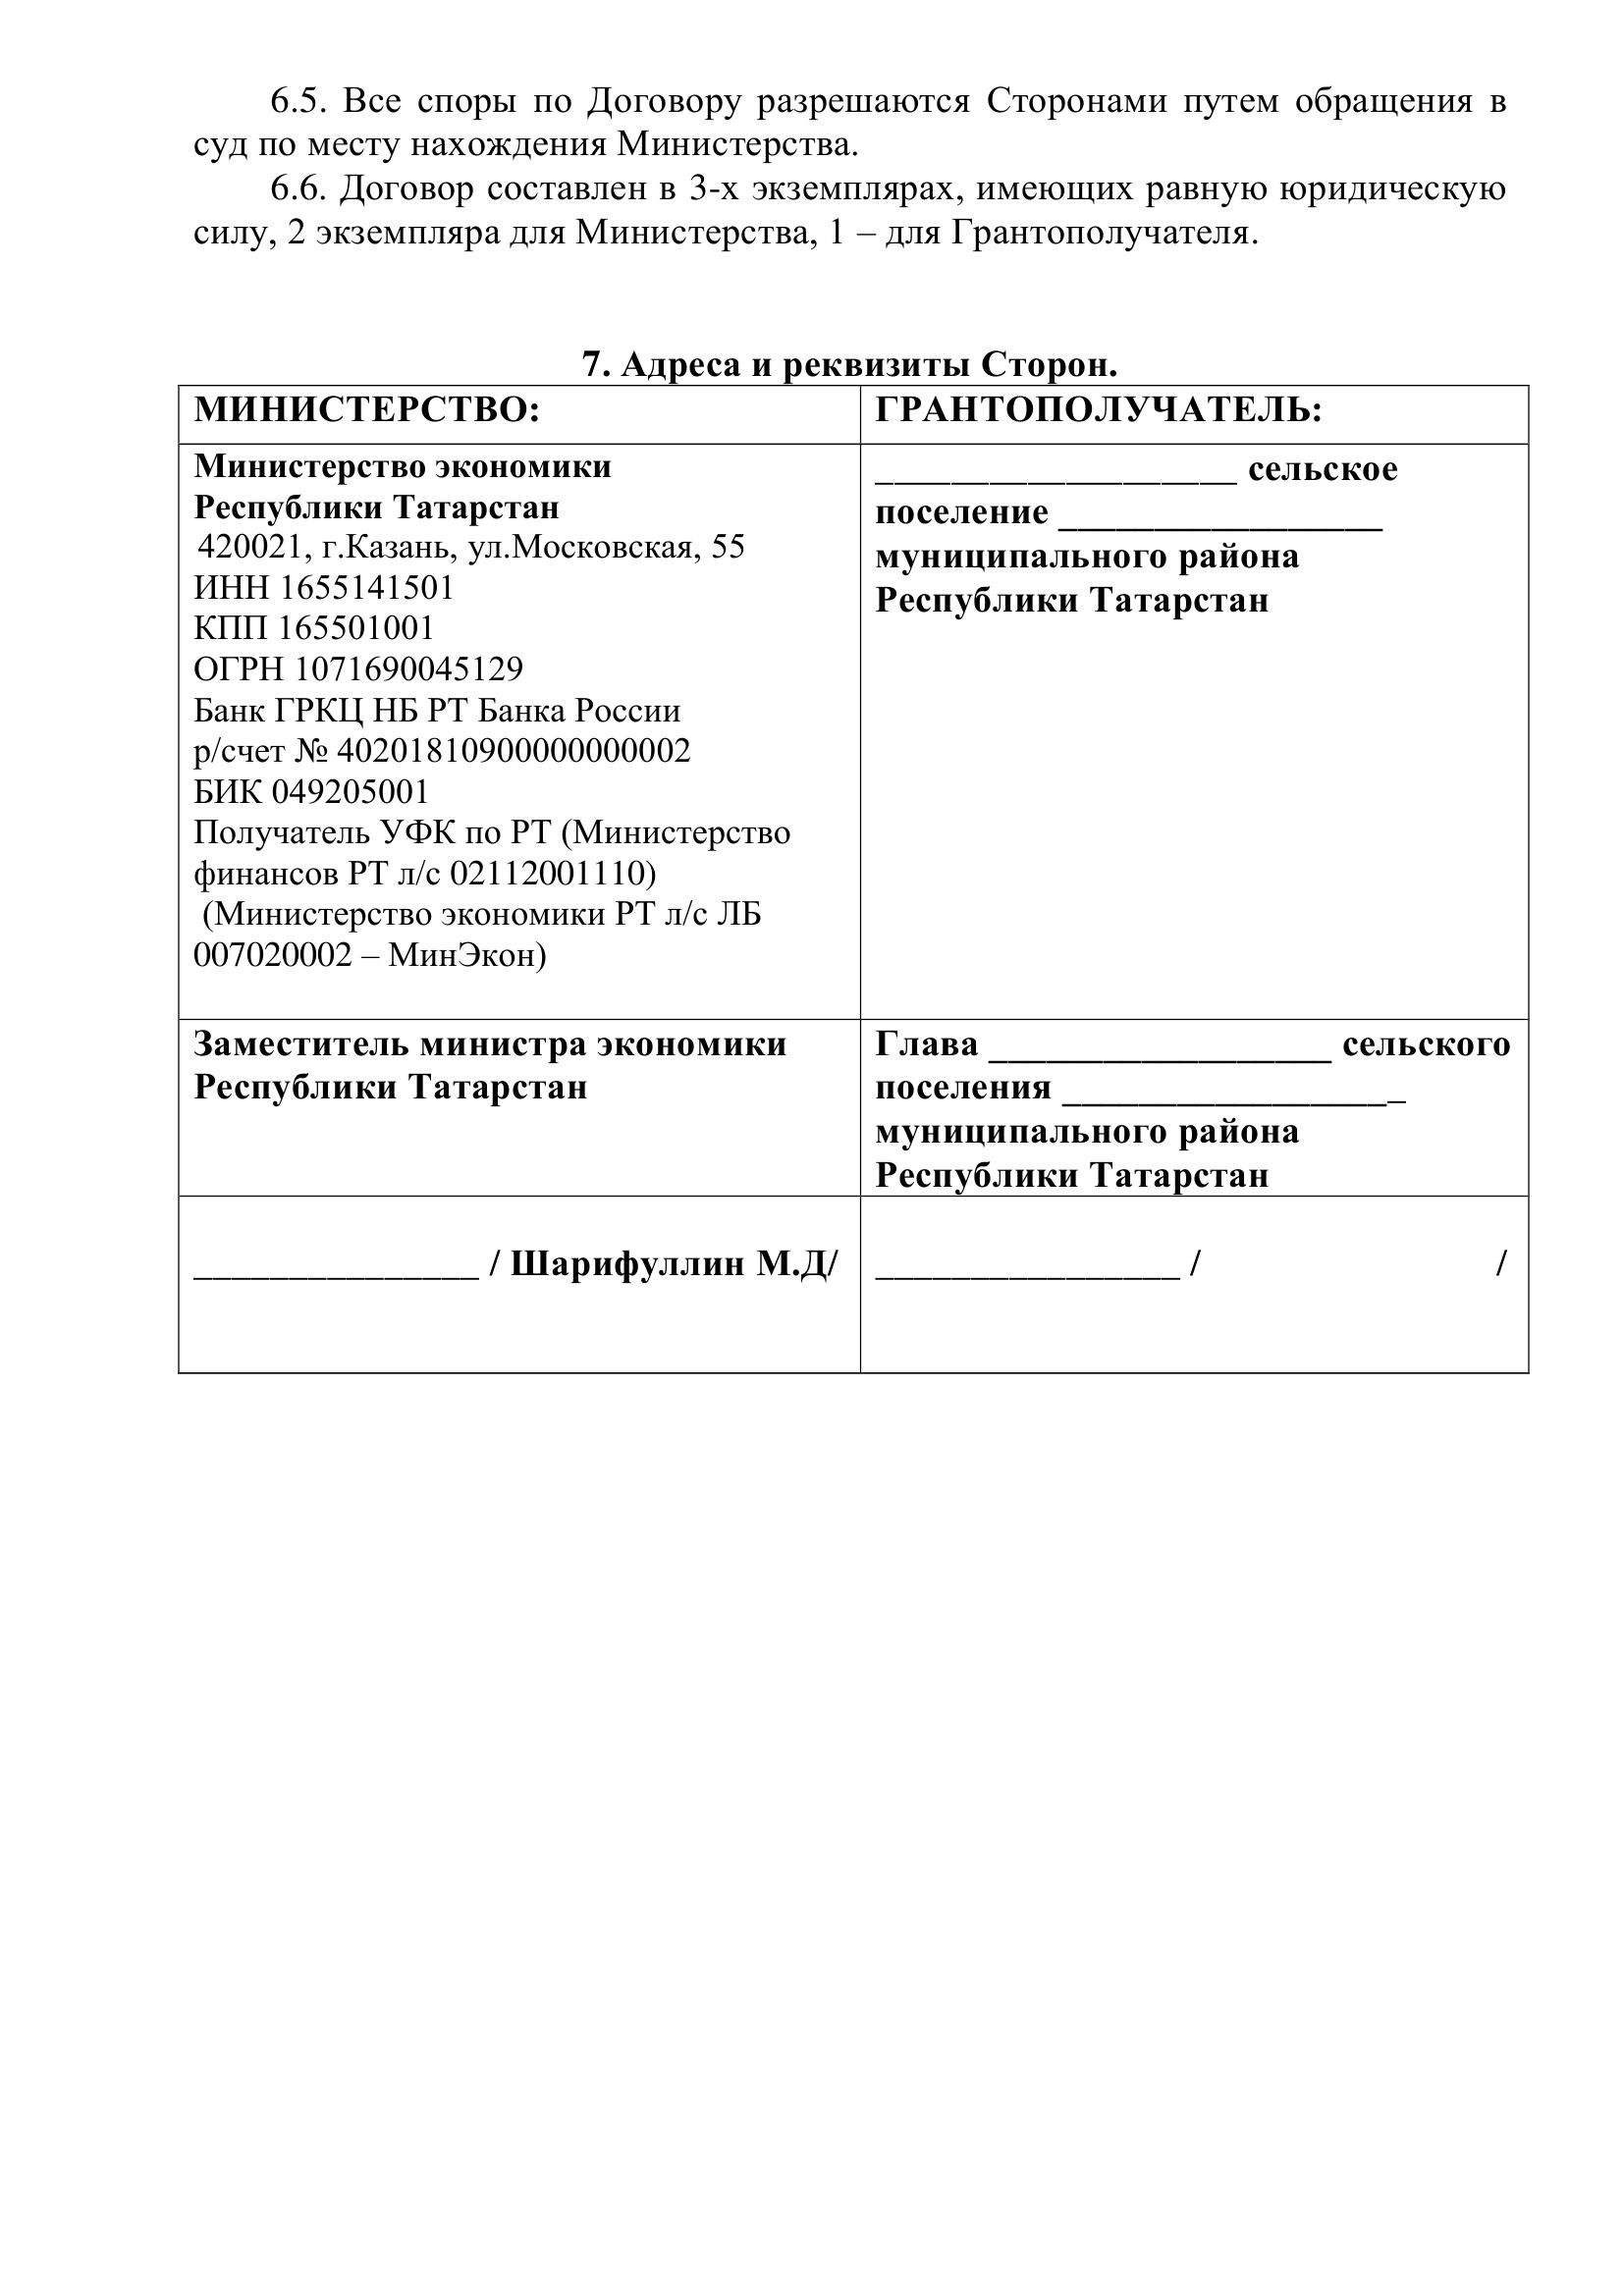 6.5. Все споры по Договору разрешаются Сторонами путем обращения в
суд по месту нахождения Министерства.
6.6. Договор составлен в 3-х экземплярах, имеющих равную юридическую
силу, 2 экземпляра для Министерства, 1 – для Грантополучателя.
7. Адреса и реквизиты Сторон.
МИНИСТЕРСТВО:
ГРАНТОПОЛУЧАТЕЛЬ:
Министерство экономики
Республики Татарстан
420021, г.Казань, ул.Московская, 55
ИНН 1655141501
КПП 165501001
ОГРН 1071690045129
Банк ГРКЦ НБ РТ Банка России
р/счет № 40201810900000000002
БИК 049205001
Получатель УФК по РТ (Министерство
финансов РТ л/с 02112001110)
(Министерство экономики РТ л/с ЛБ
007020002 – МинЭкон)
___________________ сельское
поселение _________________
муниципального района
Республики Татарстан
Заместитель министра экономики
Республики Татарстан
Глава __________________ сельского
поселения __________________
муниципального района
Республики Татарстан
_______________ / Шарифуллин М.Д/
________________ / /